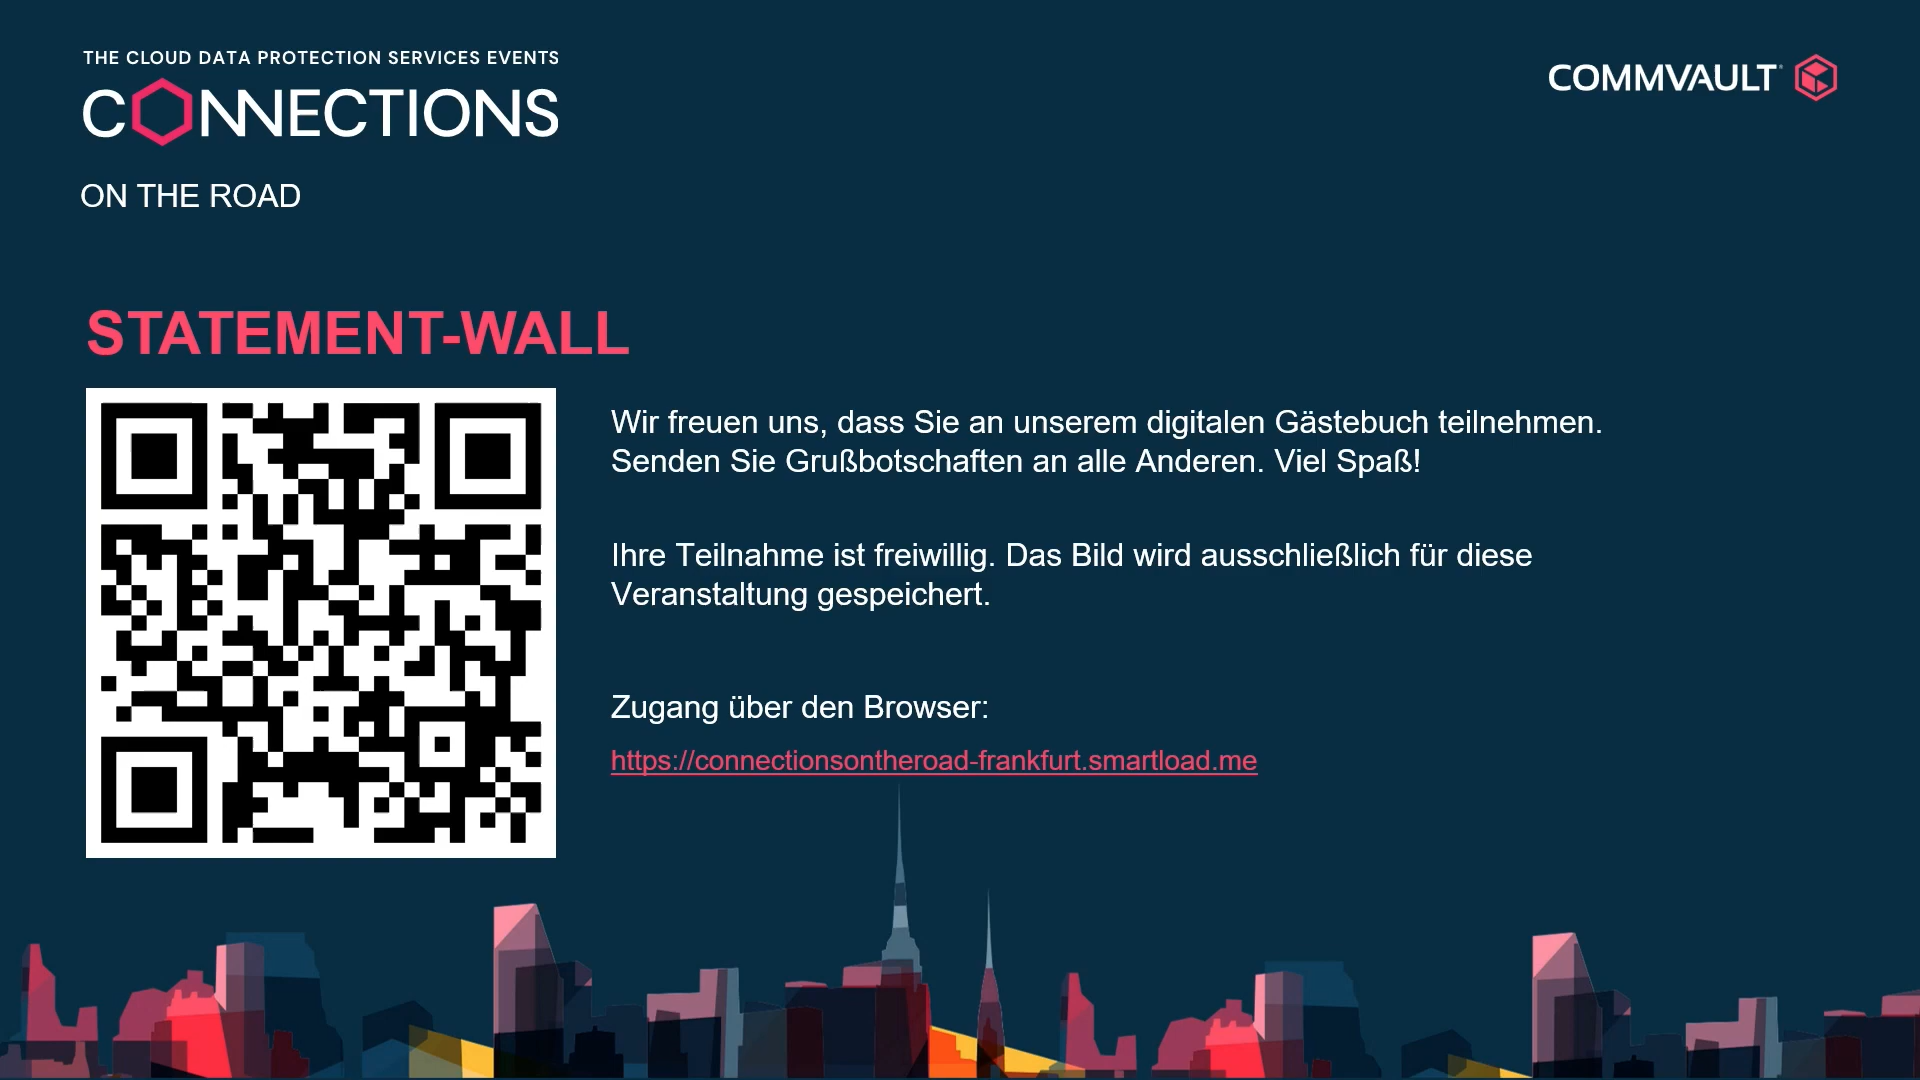 THE CLOUD DATA PROTECTION SERVICES EVENTS
CONNECTIONS
COMMVAULT®
ON THE ROAD
STATEMENT-WALL
Wir freuen uns, dass Sie an unserem digitalen Gästebuch teilnehmen.
Senden Sie Grußbotschaften an alle Anderen. Viel Spaß!
Ihre Teilnahme ist freiwillig. Das Bild wird ausschließlich für diese
Veranstaltung gespeichert.
Zugang über den Browser:
https://connectionsontheroad-frankfurt.smartload.me